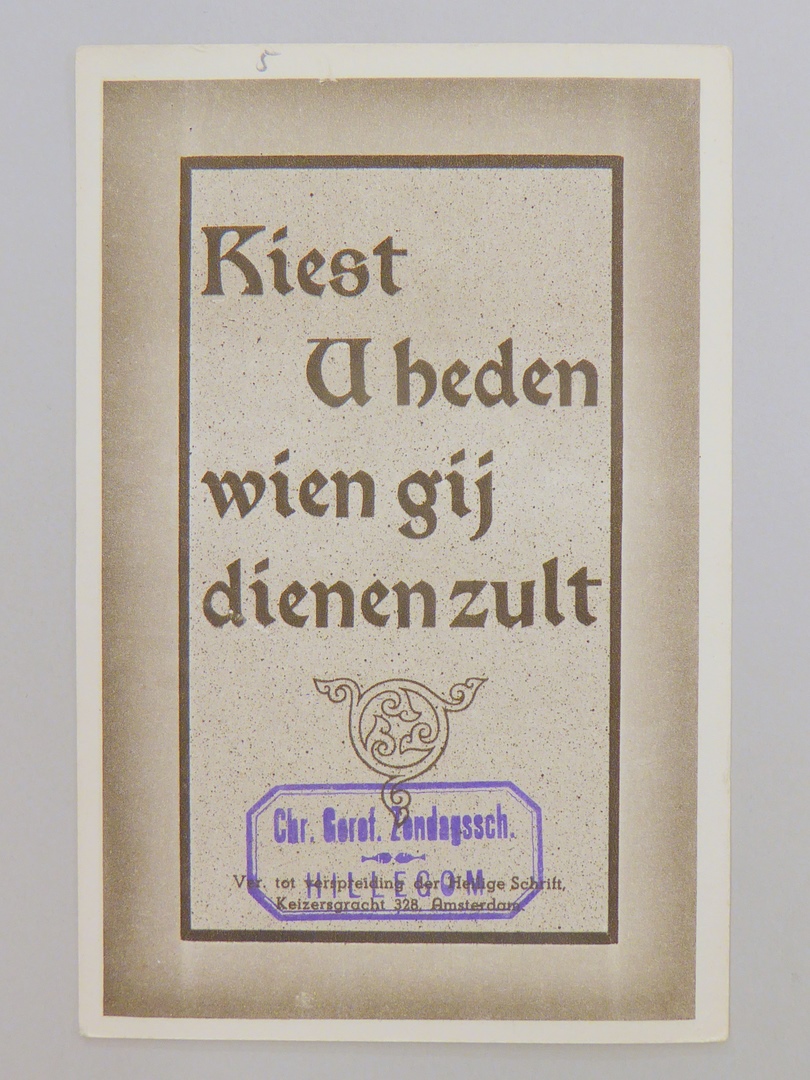 5
Kiest
U heden
wien gij
dienen zult
Chr. Geref. Zondagssch.
HILLEGOM
Ver. tot verspreiding der Heilige Schrift,
Keizersgracht 328, Amsterdam.